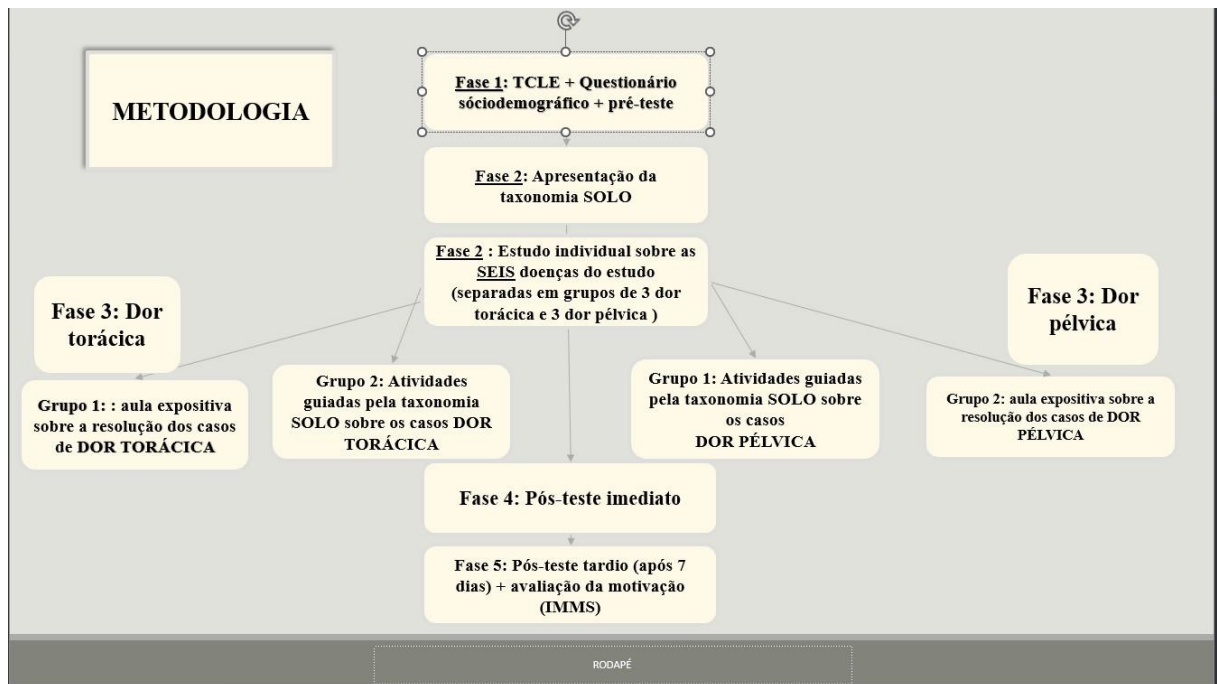 METODOLOGIA
Fase 1: TCLE + Questionário
sóciodemográfico + pré-teste
Fase 2: Apresentação da
taxonomia SOLO
Fase 2 : Estudo individual sobre as
SEIS doenças do estudo
(separadas em grupos de 3 dor
torácica e 3 dor pélvica )
Fase 3: Dor
torácica
Fase 3: Dor
pélvica
Grupo 1: : aula expositiva
sobre a resolução dos casos
de DOR TORÁCICA
Grupo 2: Atividades
guiadas pela taxonomia
SOLO sobre os casos DOR
TORÁCICA
Grupo 1: Atividades guiadas
pela taxonomia SOLO sobre
os casos
DOR PÉLVICA
Grupo 2: aula expositiva sobre a
resolução dos casos de DOR
PÉLVICA
Fase 4: Pós-teste imediato
Fase 5: Pós-teste tardio (após 7
dias) + avaliação da motivação
(IMMS)
RODAPÉ